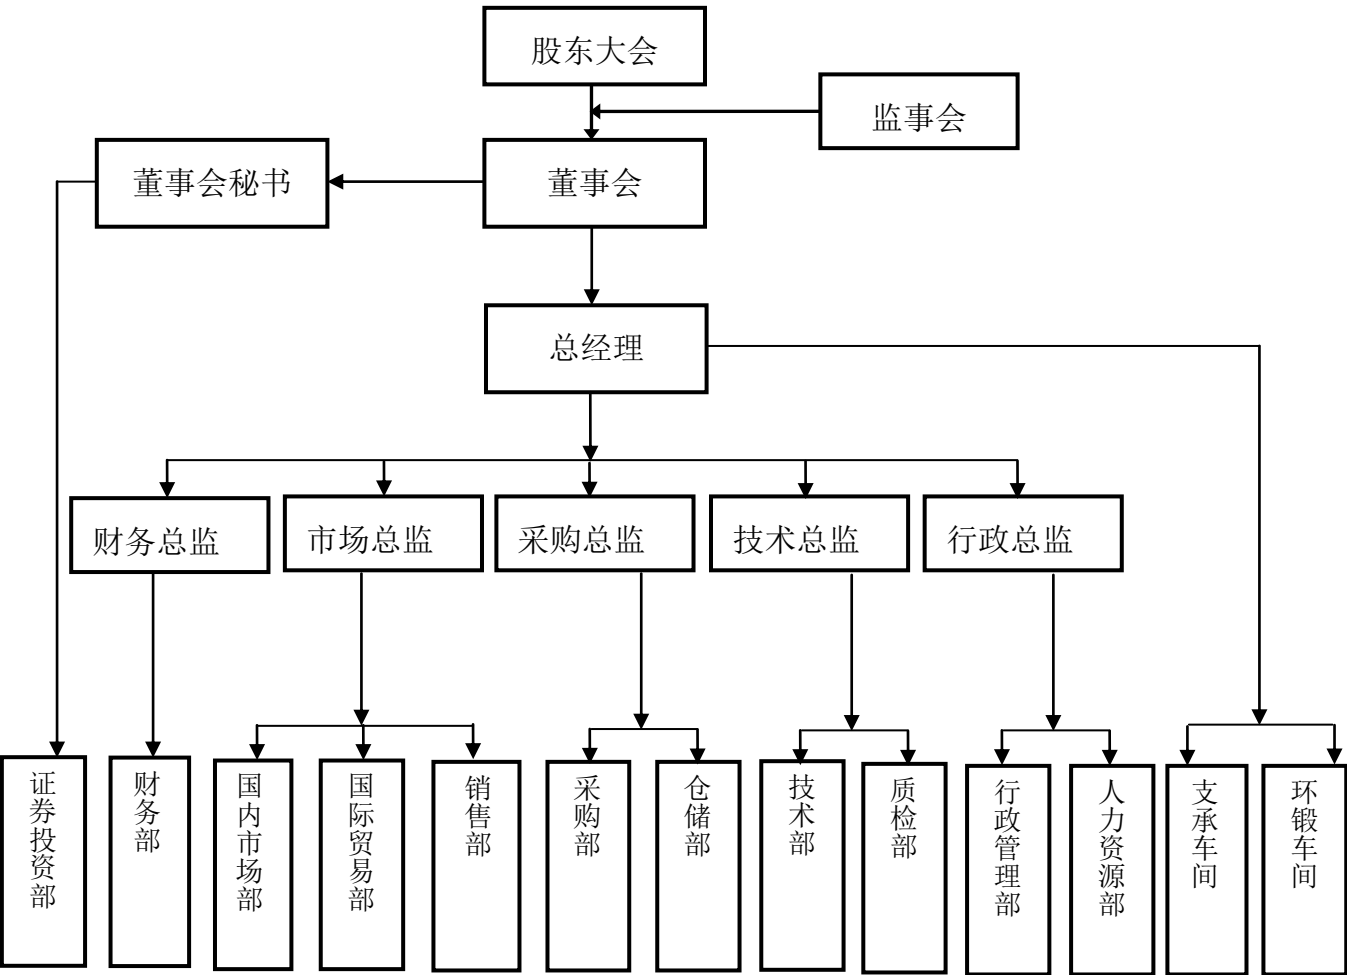 股东大会
监事会
董事会秘书
董事会
总经理
财务总监
市场总监
采购总监
技术总监
行政总监
证券投资部
财务部
国内市场部
国际贸易部
销售部
采购部
仓储部
技术部
质检部
行政管理部
人力资源部
支承车间
环锻车间